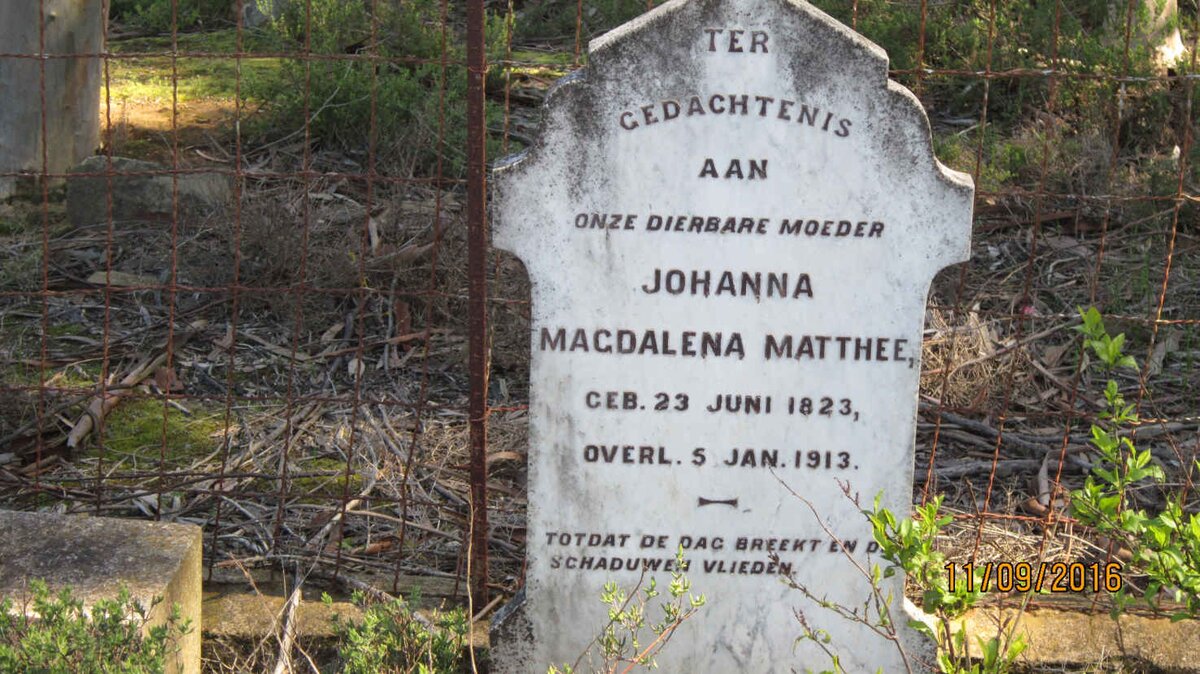 TER
GEDACHTENIS
AAN
ONZE DIERBARE MOEDER
JOHANNA
MAGDALENA MATTHEE,
GEB. 23 JUNI 1823,
OVERL. 5 JAN. 1913.
TOTDAT DE DAG BREEKT EN
SCHADUWEN VLIEDEN.
11/09/2016